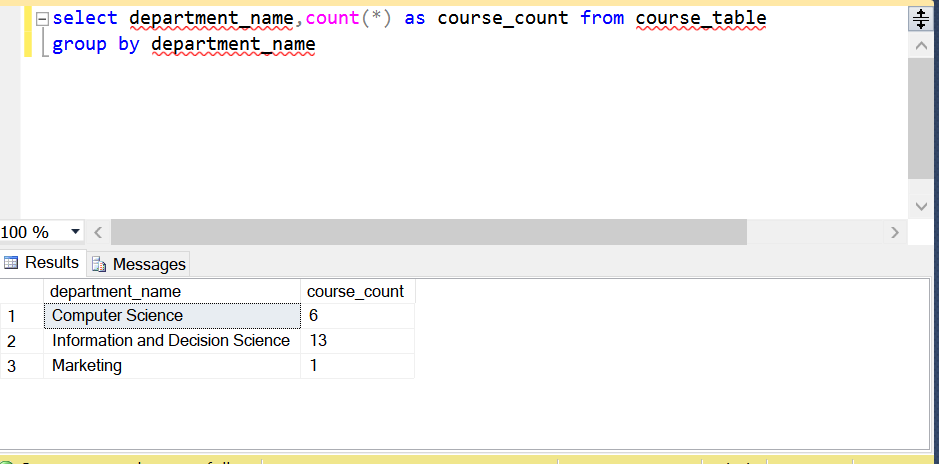 select department_name,count(*) as course_count from course_table
group by department_name
100 %
Results Messages
department_name course_count
1 Computer Science 6
2 Information and Decision Science 13
3 Marketing 1